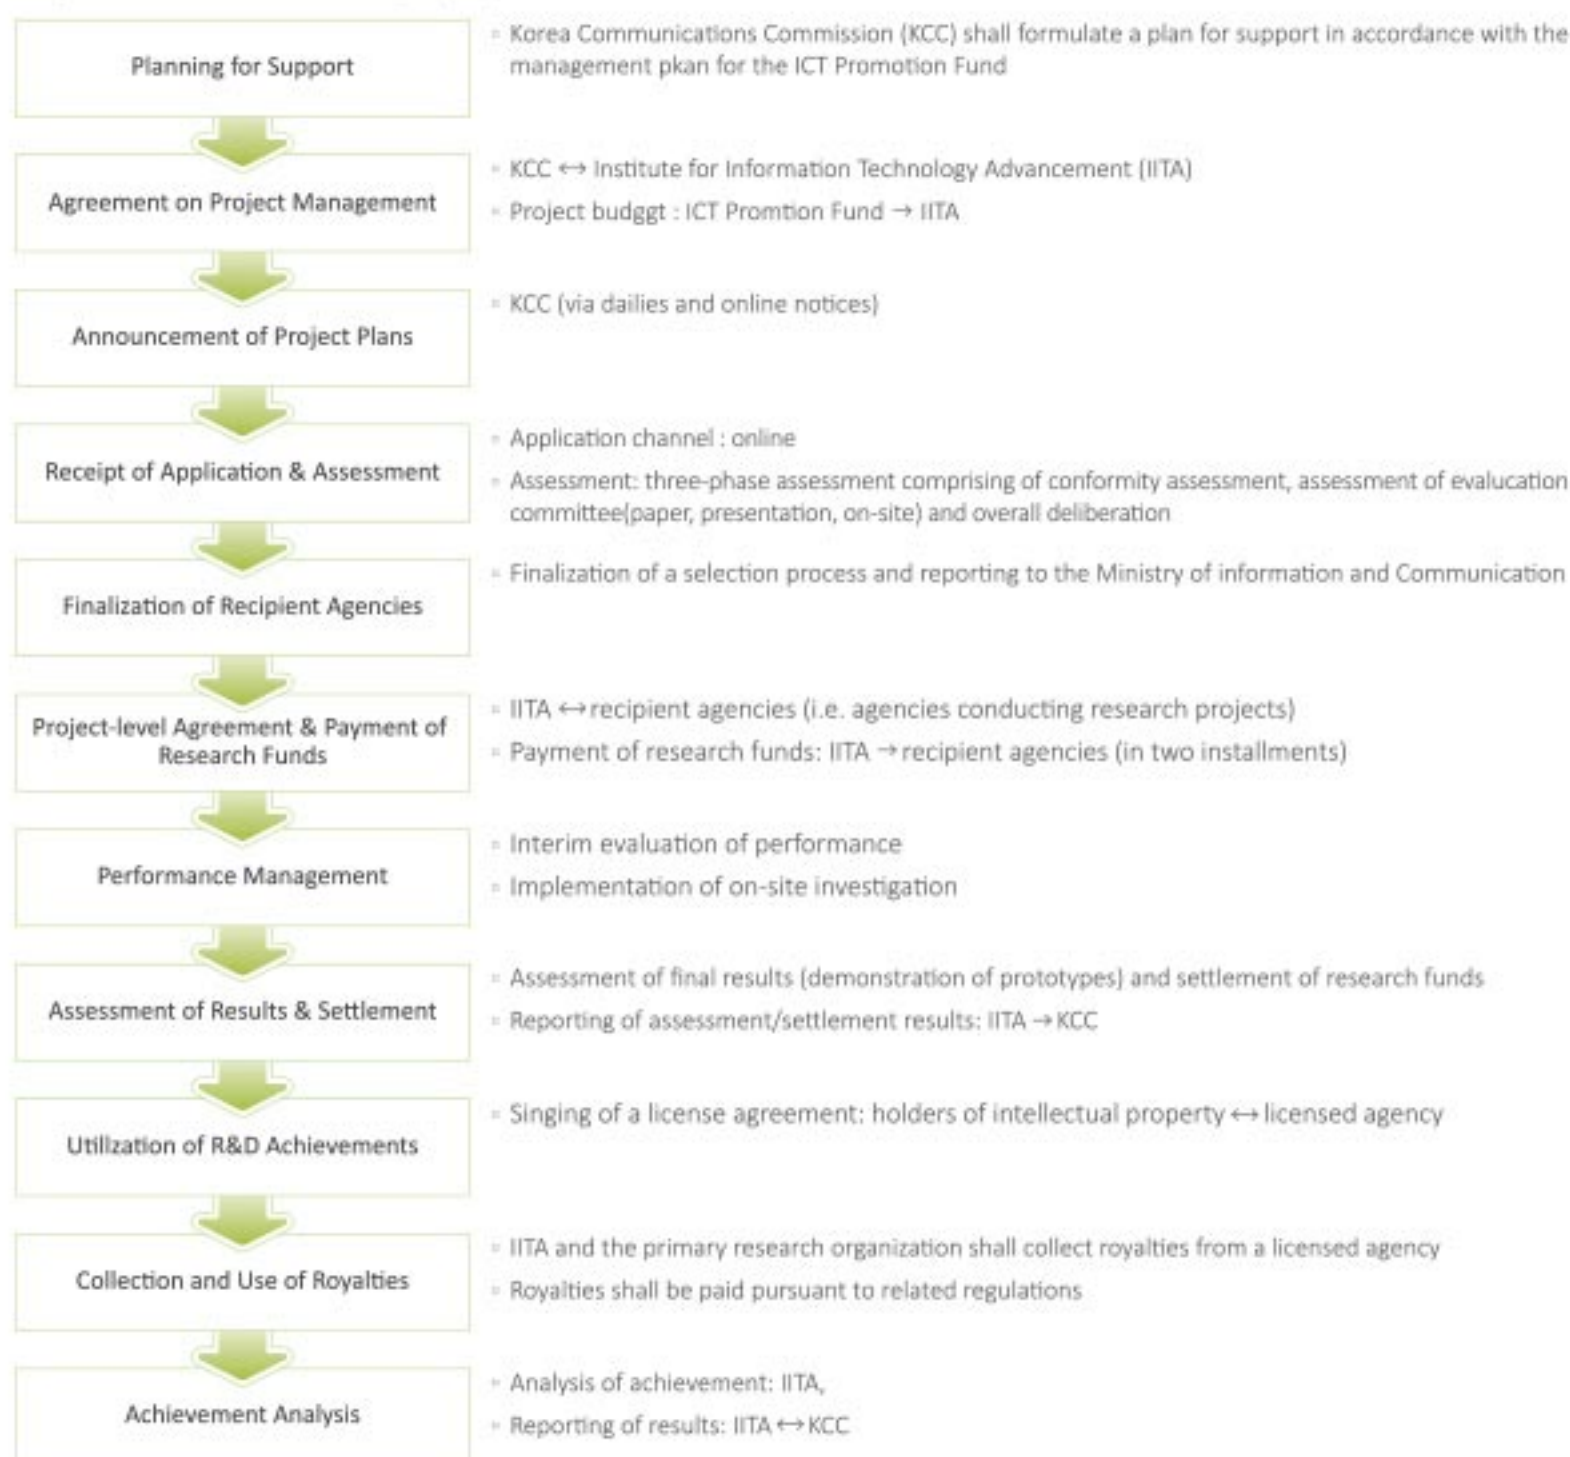 Planning for Support
▫ Korea Communications Commission (KCC) shall formulate a plan for support in accordance with the
management pkan for the ICT Promotion Fund
Agreement on Project Management
▫ KCC ↔ Institute for Information Technology Advancement (IITA)
▫ Project budggt : ICT Promtion Fund → IITA
Announcement of Project Plans
▫ KCC (via dailies and online notices)
Receipt of Application & Assessment
▫ Application channel : online
▫ Assessment: three-phase assessment comprising of conformity assessment, assessment of evalucation
committee(paper, presentation, on-site) and overall deliberation
Finalization of Recipient Agencies
▫ Finalization of a selection process and reporting to the Ministry of information and Communication
Project-level Agreement & Payment of
Research Funds
▫ IITA ↔ recipient agencies (i.e. agencies conducting research projects)
▫ Payment of research funds: IITA → recipient agencies (in two installments)
Performance Management
▫ Interim evaluation of performance
▫ Implementation of on-site investigation
Assessment of Results & Settlement
▫ Assessment of final results (demonstration of prototypes) and settlement of research funds
▫ Reporting of assessment/settlement results: IITA → KCC
Utilization of R&D Achievements
▫ Singing of a license agreement: holders of intellectual property ↔ licensed agency
Collection and Use of Royalties
▫ IITA and the primary research organization shall collect royalties from a licensed agency
▫ Royalties shall be paid pursuant to related regulations
Achievement Analysis
▫ Analysis of achievement: IITA,
▫ Reporting of results: IITA ↔ KCC